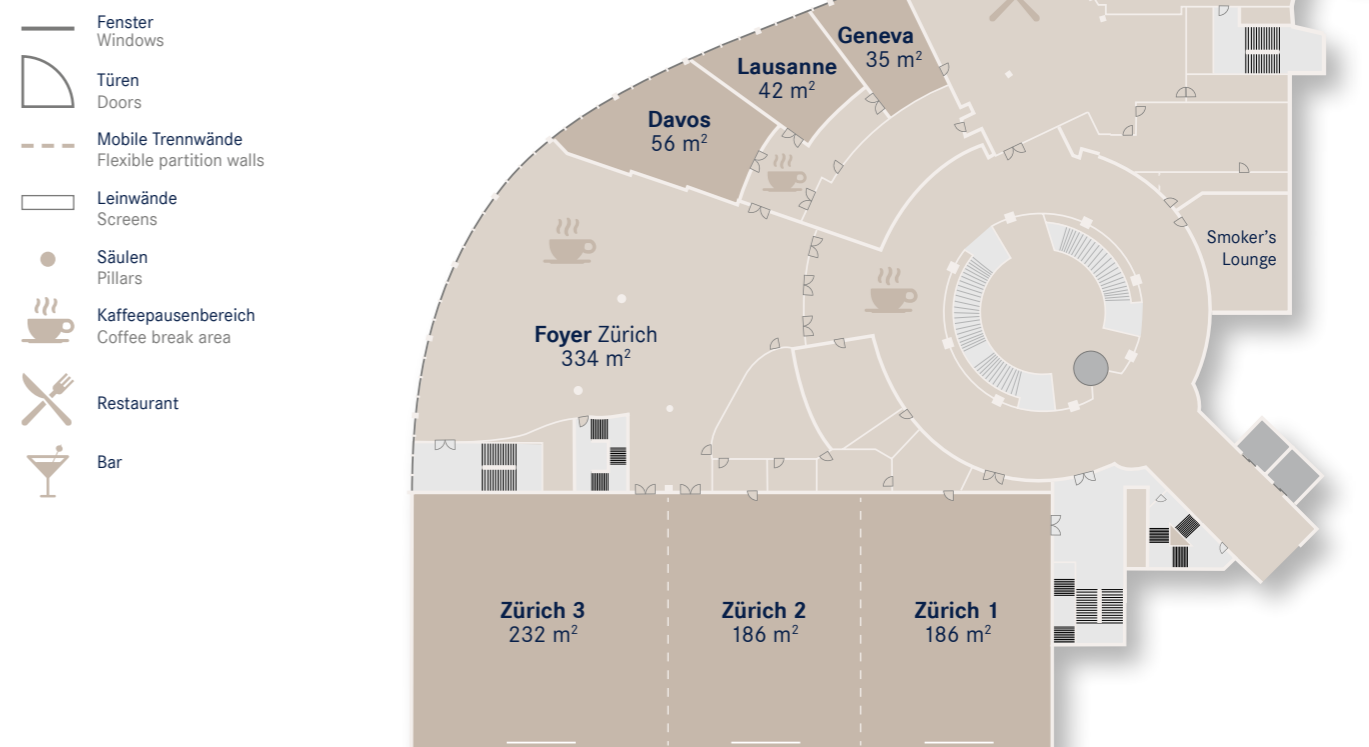 Fenster
Windows
Türen
Doors
Mobile Trennwände
Flexible partition walls
Leinwände
Screens
Säulen
Pillars
Kaffeepausenbereich
Coffee break area
Restaurant
Bar
Geneva
35 m²
Lausanne
42 m²
Davos
56 m²
Smoker's
Lounge
Foyer Zürich
334 m²
Zürich 3
232 m²
Zürich 2
186 m²
Zürich 1
186 m²